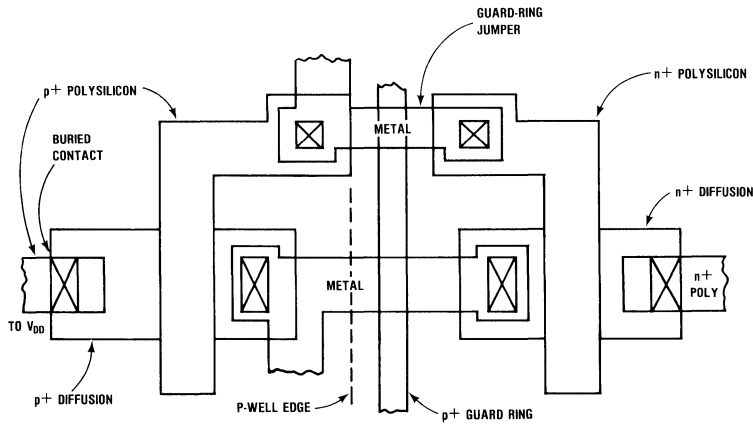 GUARD-RING
JUMPER
p+ POLYSILICON
n+ POLYSILICON
BURIED
CONTACT
METAL
n+ DIFFUSION
METAL
n+
POLY
TO VDD
p+ DIFFUSION
P-WELL EDGE
p+ GUARD RING